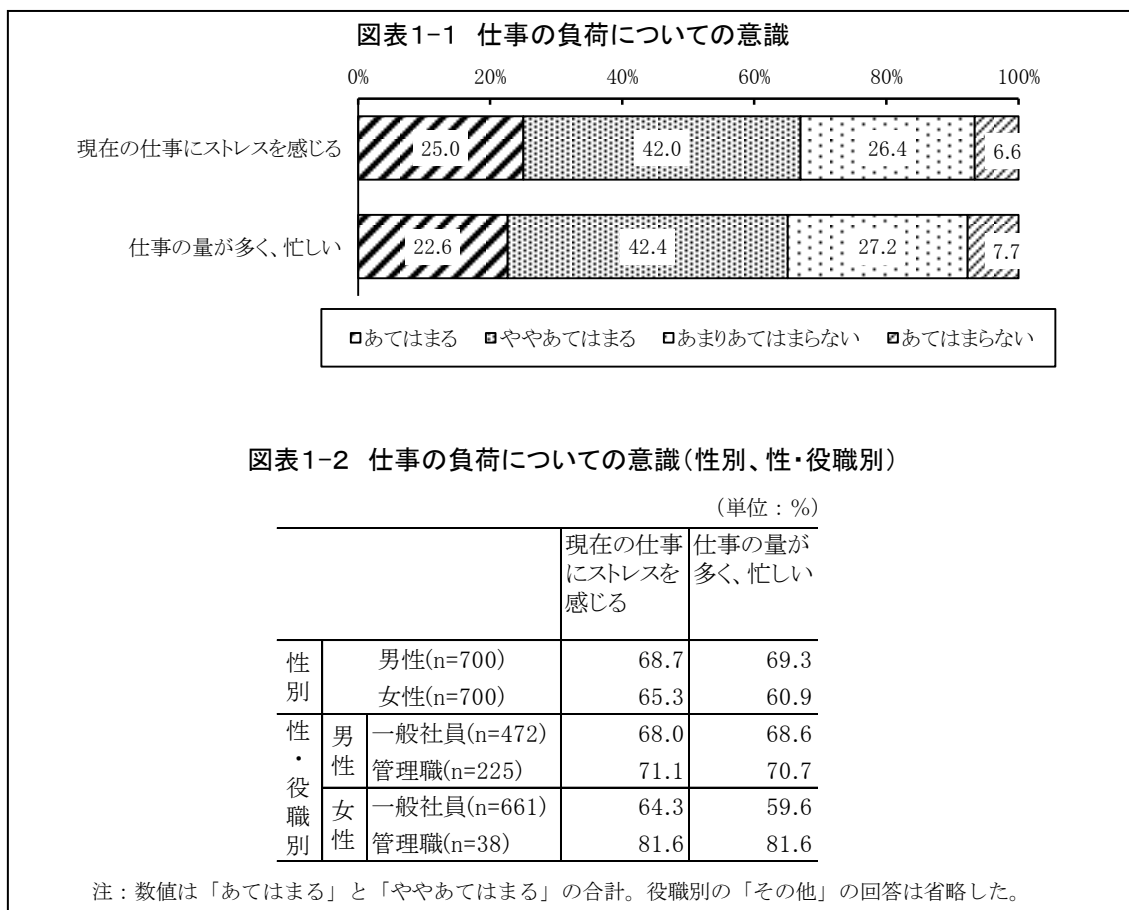 図表1-1 仕事の負荷についての意識
0% 20% 40% 60% 80% 100%
現在の仕事にストレスを感じる 25.0 42.0 26.4 6.6
仕事の量が多く、忙しい 22.6 42.4 27.2 7.7
あてはまる ややあてはまる あまりあてはまらない あてはまらない
図表1-2 仕事の負荷についての意識(性別、性・役職別)
(単位:%)
現在の仕事にストレスを感じる 仕事の量が多く、忙しい
性別 男性(n=700) 68.7 69.3
女性(n=700) 65.3 60.9
性・役職別 男性 一般社員(n=472) 68.0 68.6
管理職(n=225) 71.1 70.7
女性 一般社員(n=661) 64.3 59.6
管理職(n=38) 81.6 81.6
注:数値は「あてはまる」と「ややあてはまる」の合計。役職別の「その他」の回答は省略した。